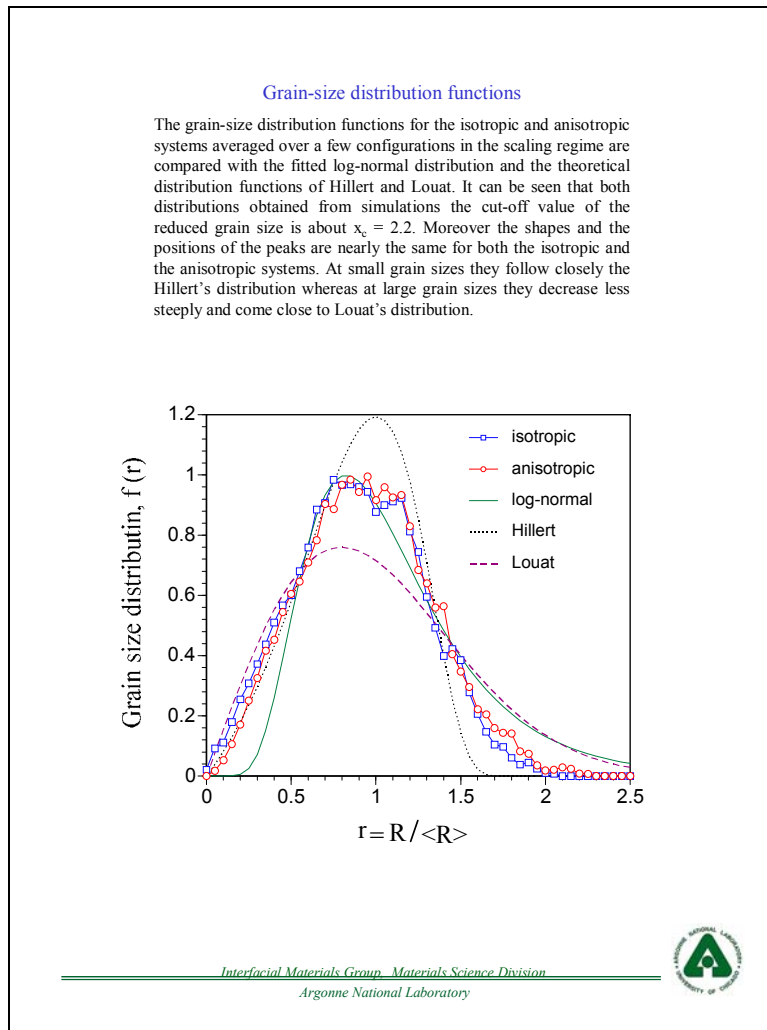 Grain-size distribution functions
The grain-size distribution functions for the isotropic and anisotropic
systems averaged over a few configurations in the scaling regime are
compared with the fitted log-normal distribution and the theoretical
distribution functions of Hillert and Louat. It can be seen that both
distributions obtained from simulations the cut-off value of the
reduced grain size is about xc = 2.2. Moreover the shapes and the
positions of the peaks are nearly the same for both the isotropic and
the anisotropic systems. At small grain sizes they follow closely the
Hillert's distribution whereas at large grain sizes they decrease less
steeply and come close to Louat's distribution.
Grain size distributin, f (r)
1.2
1
0.8
0.6
0.4
0.2
0
isotropic
anisotropic
log-normal
Hillert
Louat
0 0.5 1 1.5 2 2.5
r = R / <R>
Interfacial Materials Group, Materials Science Division
Argonne National Laboratory
ARGONNE NATIONAL LABORATORY
UNIVERSITY OF CHICAGO